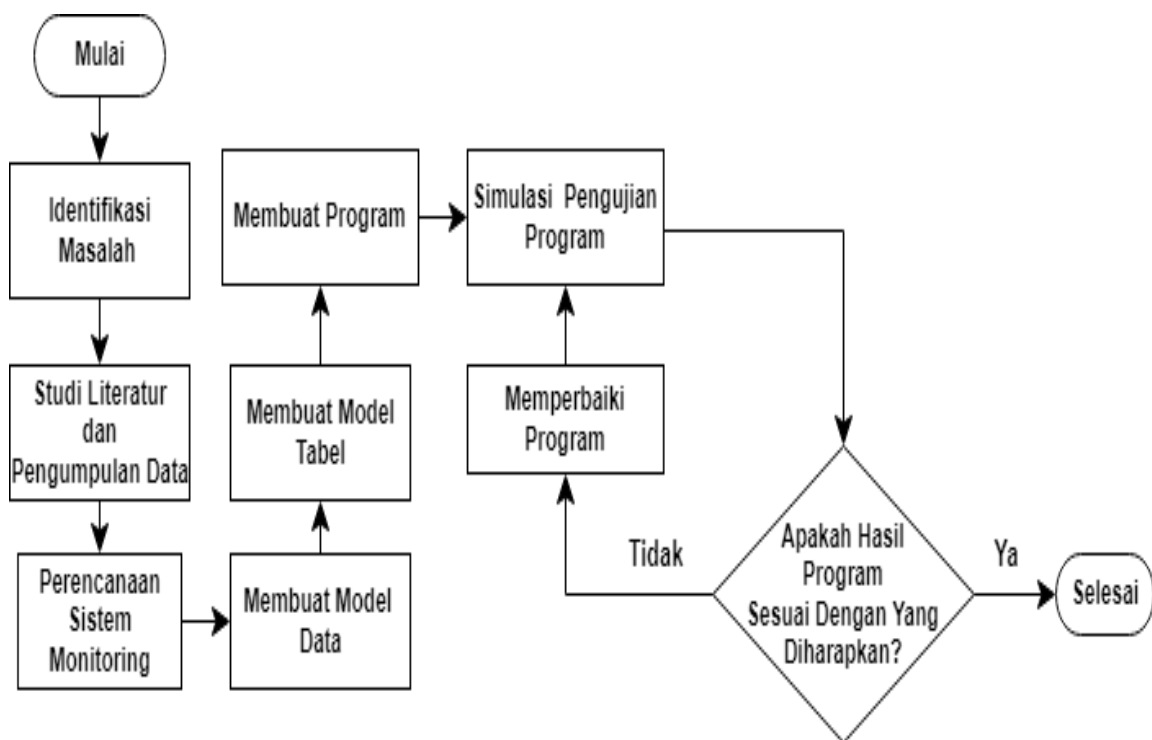 Mulai
Identifikasi
Masalah
Studi Literatur
dan
Pengumpulan Data
Perencanaan
Sistem
Monitoring
Membuat Model
Data
Membuat Model
Tabel
Membuat Program
Simulasi Pengujian
Program
Memperbaiki
Program
Apakah Hasil
Program
Sesuai Dengan Yang
Diharapkan?
Tidak
Ya
Selesai